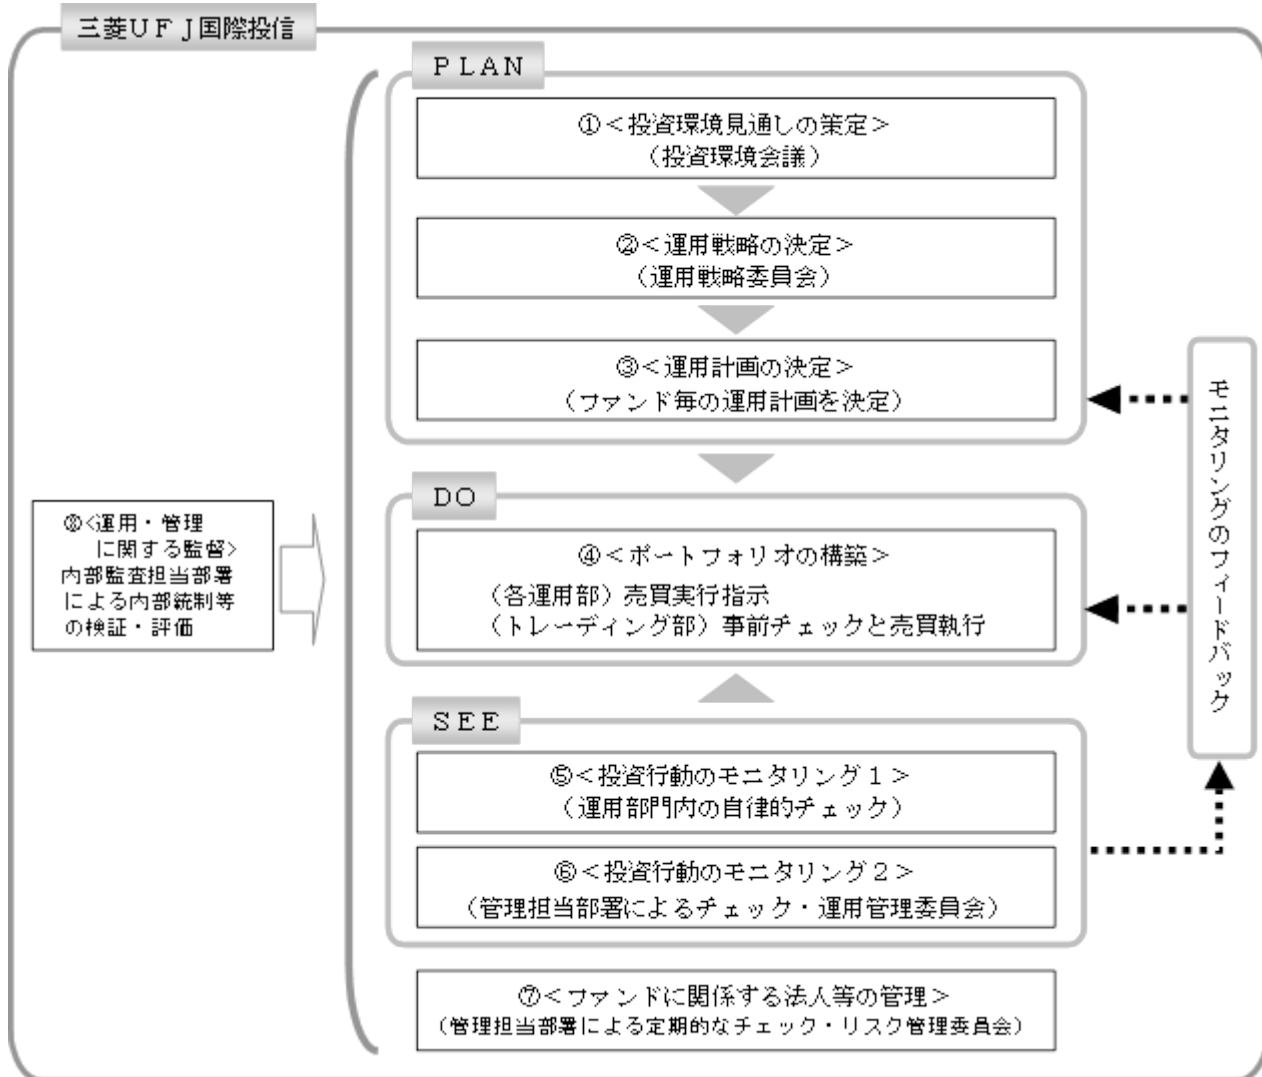 三菱ＵＦＪ国際投信
ＰＬＡＮ
①＜投資環境見通しの策定＞
（投資環境会議）
②＜運用戦略の決定＞
（運用戦略委員会）
③＜運用計画の決定＞
（ファンド毎の運用計画を決定）
ＤＯ
④＜ポートフォリオの構築＞
（各運用部）売買実行指示
（トレーディング部）事前チェックと売買執行
ＳＥＥ
⑤＜投資行動のモニタリング１＞
（運用部門内の自律的チェック）
⑥＜投資行動のモニタリング２＞
（管理担当部署によるチェック・運用管理委員会）
⑦＜ファンドに関係する法人等の管理＞
（管理担当部署による定期的なチェック・リスク管理委員会）
⑧<運用・管理
に関する監督>
内部監査担当部署
による内部統制等
の検証・評価
モニタリングのフィードバック